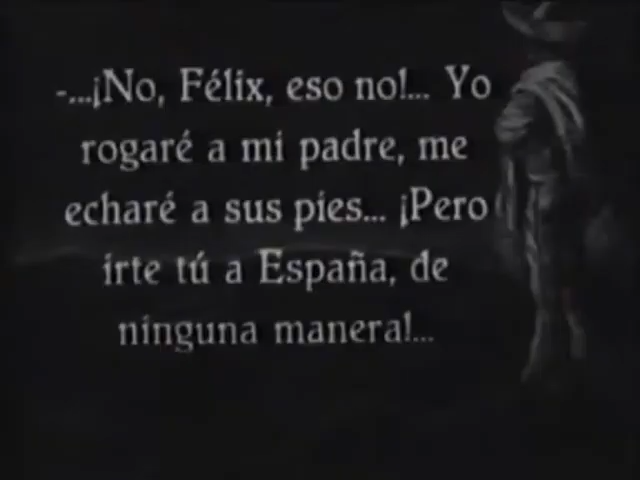 -...¡No, Félix, eso no!... Yo
rogaré a mi padre, me
echaré a sus pies... ¡Pero
irte tú a España, de
ninguna manera!...